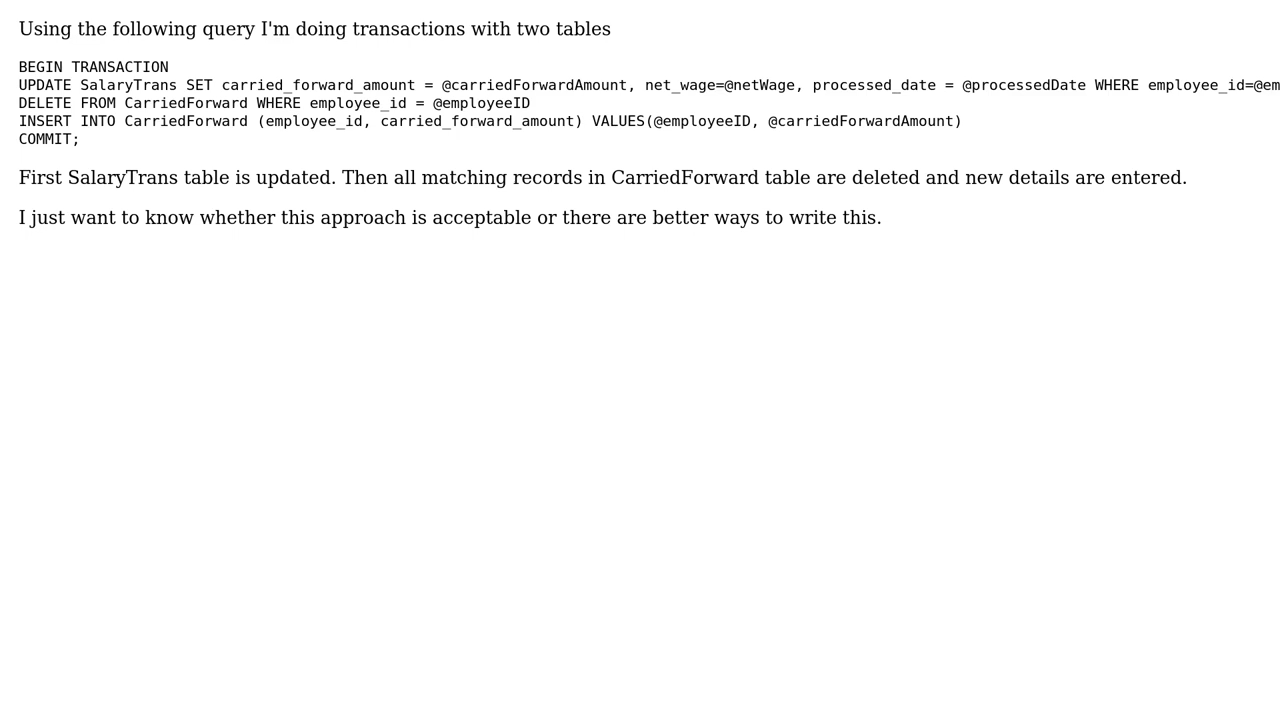 Using the following query I'm doing transactions with two tables
BEGIN TRANSACTION
UPDATE SalaryTrans SET carried_forward_amount = @carriedForwardAmount, net_wage=@netWage, processed_date = @processedDate WHERE employee_id=@em
DELETE FROM CarriedForward WHERE employee_id = @employeeID
INSERT INTO CarriedForward (employee_id, carried_forward_amount) VALUES(@employeeID, @carriedForwardAmount)
COMMIT;
First SalaryTrans table is updated. Then all matching records in CarriedForward table are deleted and new details are entered.
I just want to know whether this approach is acceptable or there are better ways to write this.